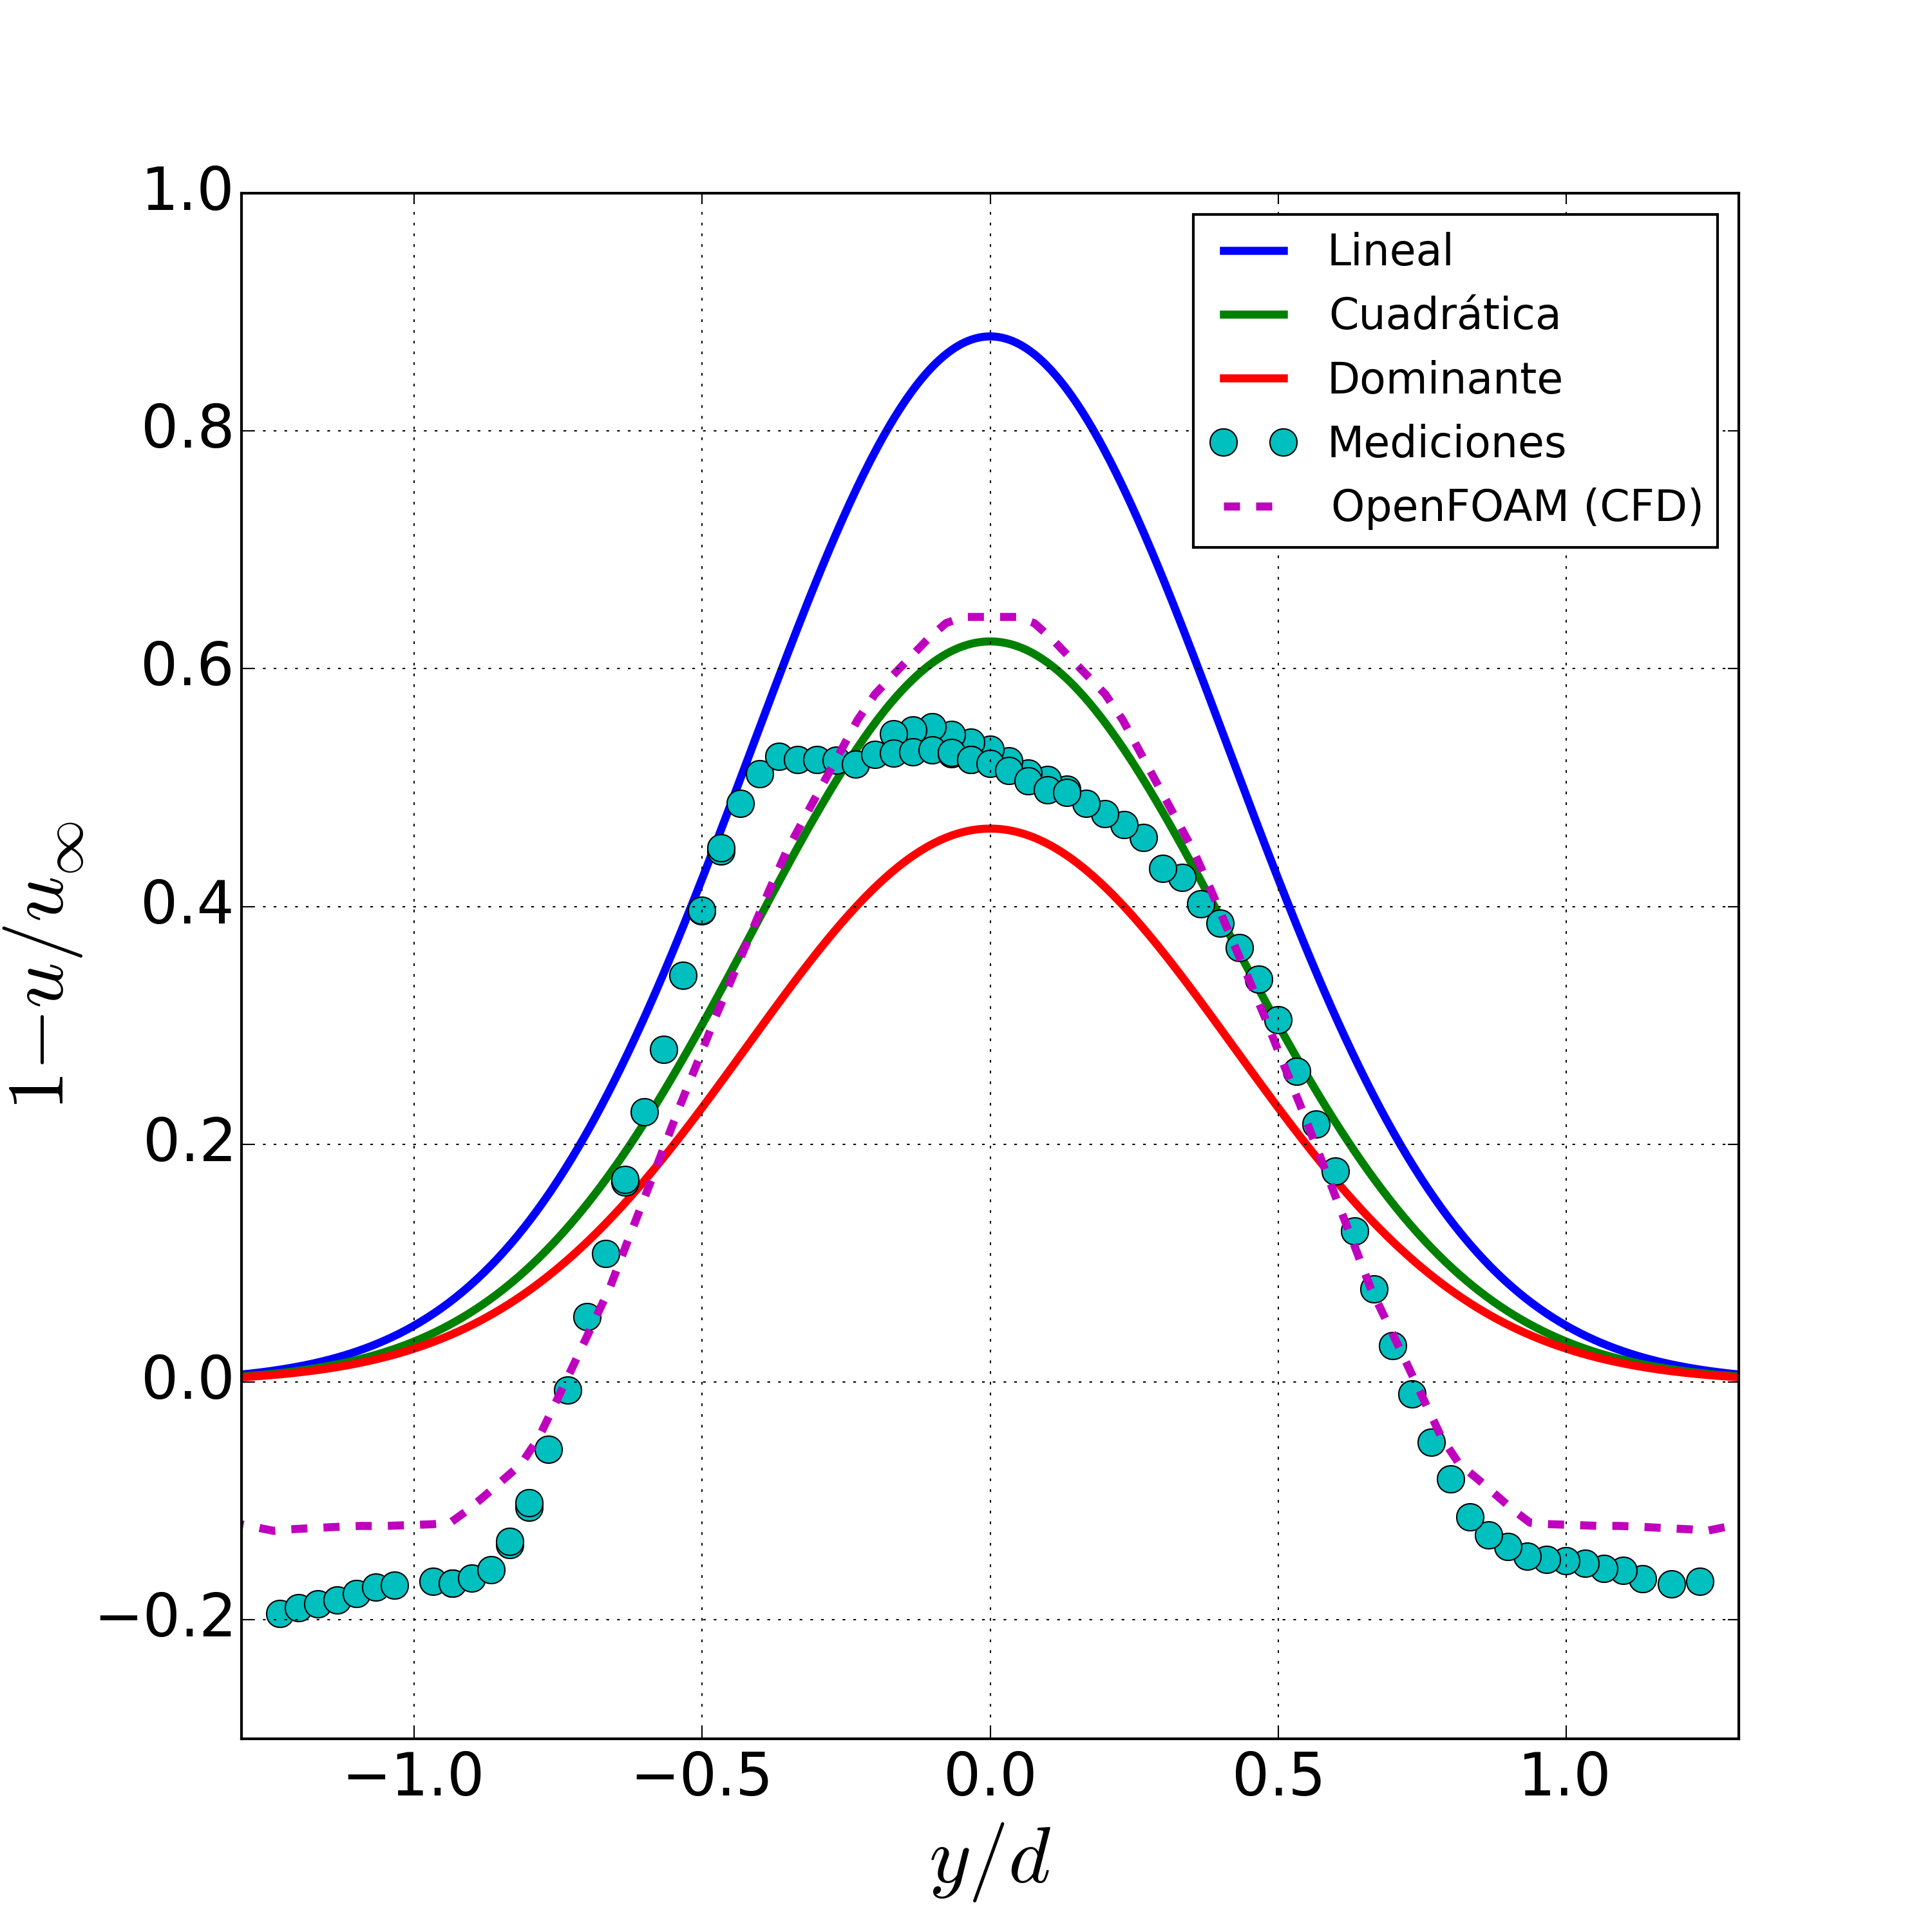 1.0
0.8
0.6
0.4
0.2
0.0
−0.2
1−u/u∞
Lineal
Cuadrática
Dominante
Mediciones
OpenFOAM (CFD)
−1.0 −0.5 0.0 0.5 1.0
y/d